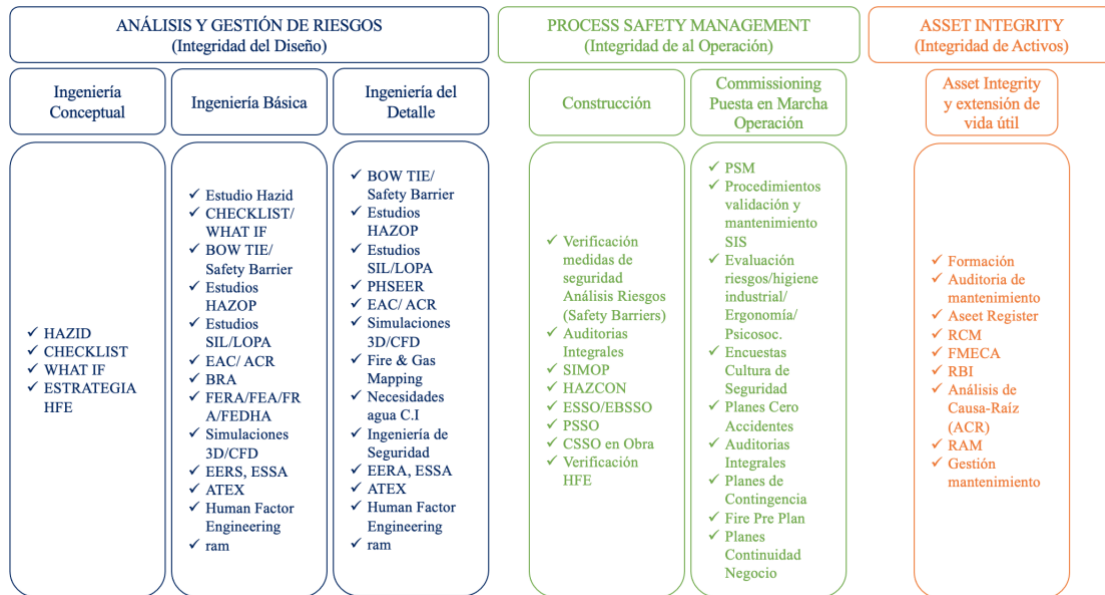 ANÁLISIS Y GESTIÓN DE RIESGOS
(Integridad del Diseño)
Ingeniería
Conceptual
✓ HAZID
✓ CHECKLIST
✓ WHAT IF
✓ ESTRATEGIA
HFE
Ingeniería Básica
✓ Estudio Hazid
✓ CHECKLIST/
WHAT IF
✓ BOW TIE/
Safety Barrier
✓ Estudios
HAZOP
✓ Estudios
SIL/LOPA
✓ EAC/ ACR
✓ BRA
✓ FERA/FEA/FR
A/FEDHA
✓ Simulaciones
3D/CFD
✓ EERS, ESSA
✓ ATEX
✓ Human Factor
Engineering
✓ ram
Ingeniería del
Detalle
✓ BOW TIE/
Safety Barrier
✓ Estudios
HAZOP
✓ Estudios
SIL/LOPA
✓ PHSEER
✓ EAC/ ACR
✓ Simulaciones
3D/CFD
✓ Fire & Gas
Mapping
✓ Necesidades
agua C.I
✓ Ingeniería de
Seguridad
✓ EERA, ESSA
✓ ATEX
✓ Human Factor
Engineering
✓ ram
PROCESS SAFETY MANAGEMENT
(Integridad de al Operación)
Construcción
✓ Verificación
medidas de
seguridad
Análisis Riesgos
(Safety Barriers)
✓ Auditorias
Integrales
✓ SIMOP
✓ HAZCON
✓ ESSO/EBSSO
✓ PSSO
✓ CSSO en Obra
✓ Verificación
HFE
Commissioning
Puesta en Marcha
Operación
✓ PSM
✓ Procedimientos
validación y
mantenimiento
SIS
✓ Evaluación
riesgos/higiene
industrial/
Ergonomía/
Psicosoc.
✓ Encuestas
Cultura de
Seguridad
✓ Planes Cero
Accidentes
✓ Auditorias
Integrales
✓ Planes de
Contingencia
✓ Fire Pre Plan
✓ Planes
Continuidad
Negocio
ASSET INTEGRITY
(Integridad de Activos)
Asset Integrity
y extensión de
vida útil
✓ Formación
✓ Auditoria de
mantenimiento
✓ Aseet Register
✓ RCM
✓ FMECA
✓ RBI
✓ Análisis de
Causa-Raíz
(ACR)
✓ RAM
✓ Gestión
mantenimiento